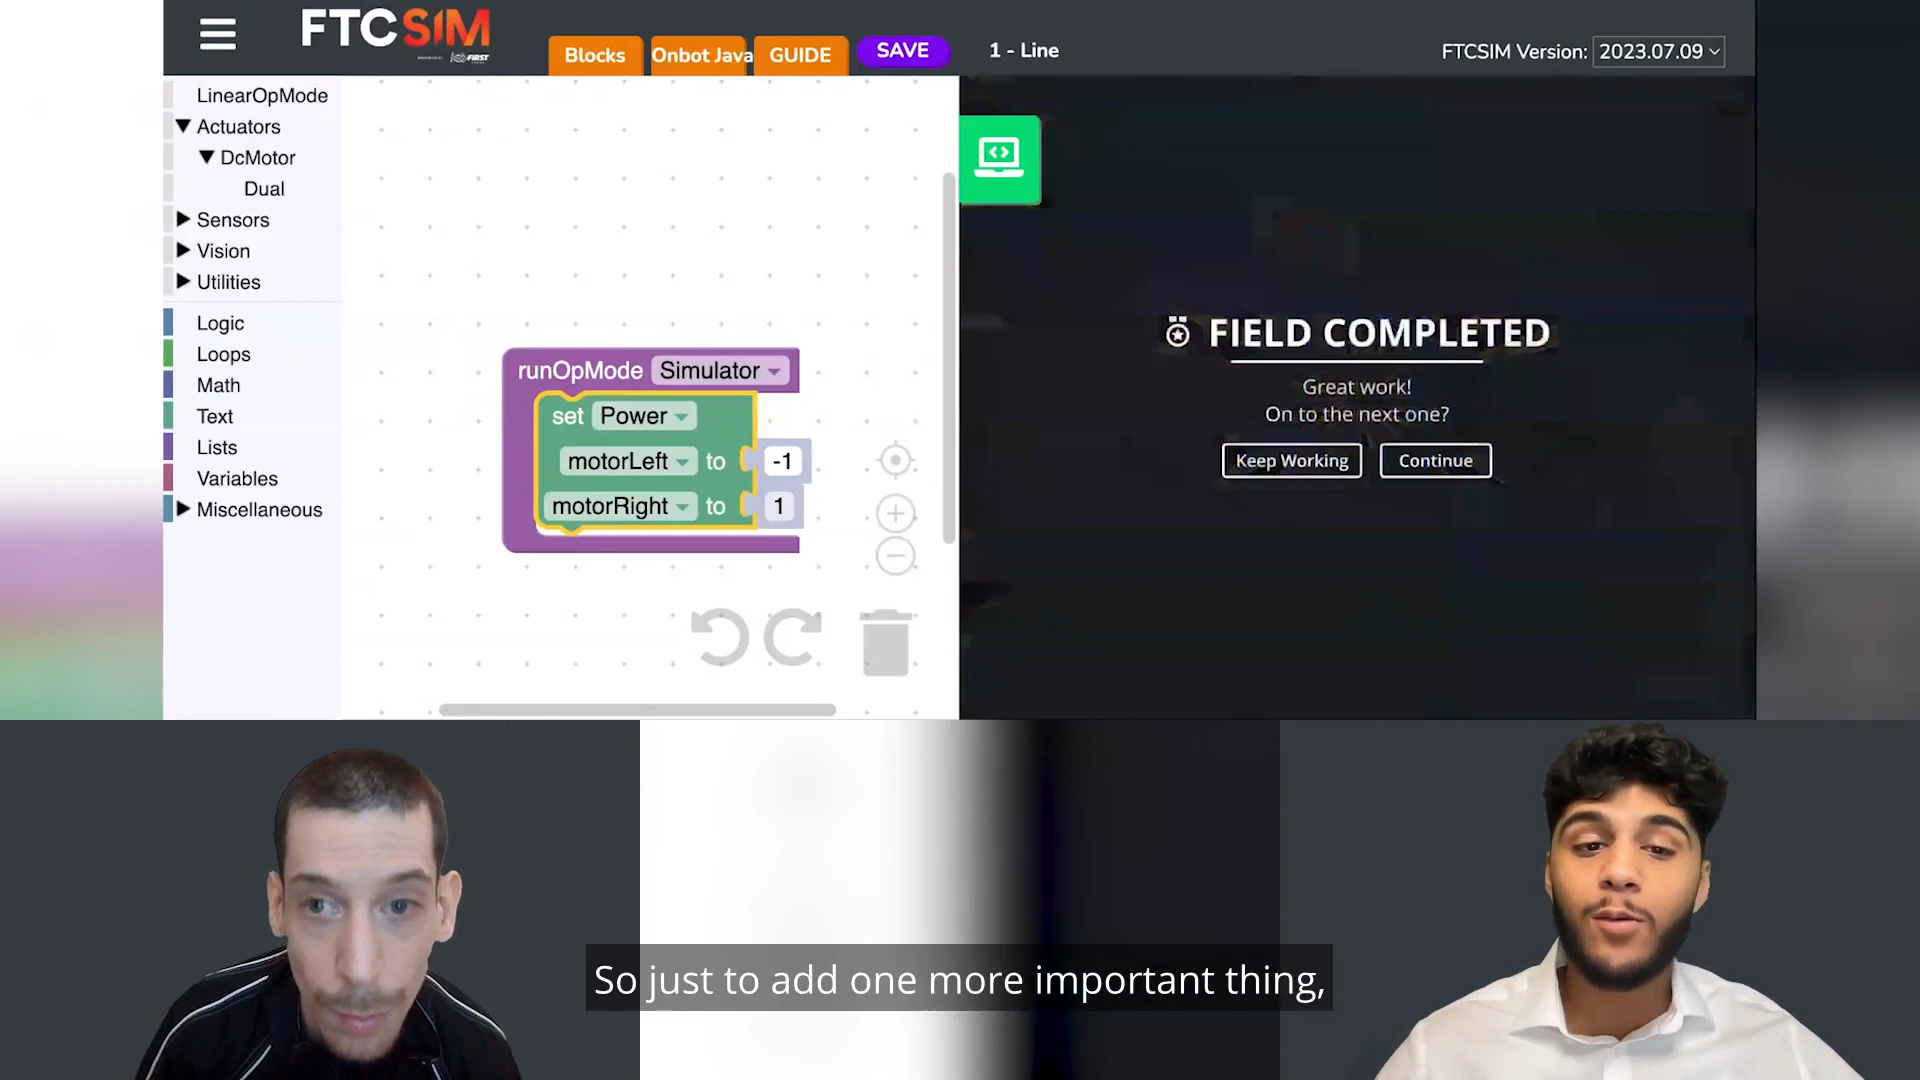 FTCSIM
FIRST
Blocks
Onbot Java
GUIDE
SAVE
1 - Line
FTCSIM Version: 2023.07.09
LinearOpMode
Actuators
DcMotor
Dual
Sensors
Vision
Utilities
Logic
Loops
Math
Text
Lists
Variables
Miscellaneous
runOpMode Simulator
set Power
motorLeft to -1
motorRight to 1
FIELD COMPLETED
Great work!
On to the next one?
Keep Working
Continue
So just to add one more important thing,